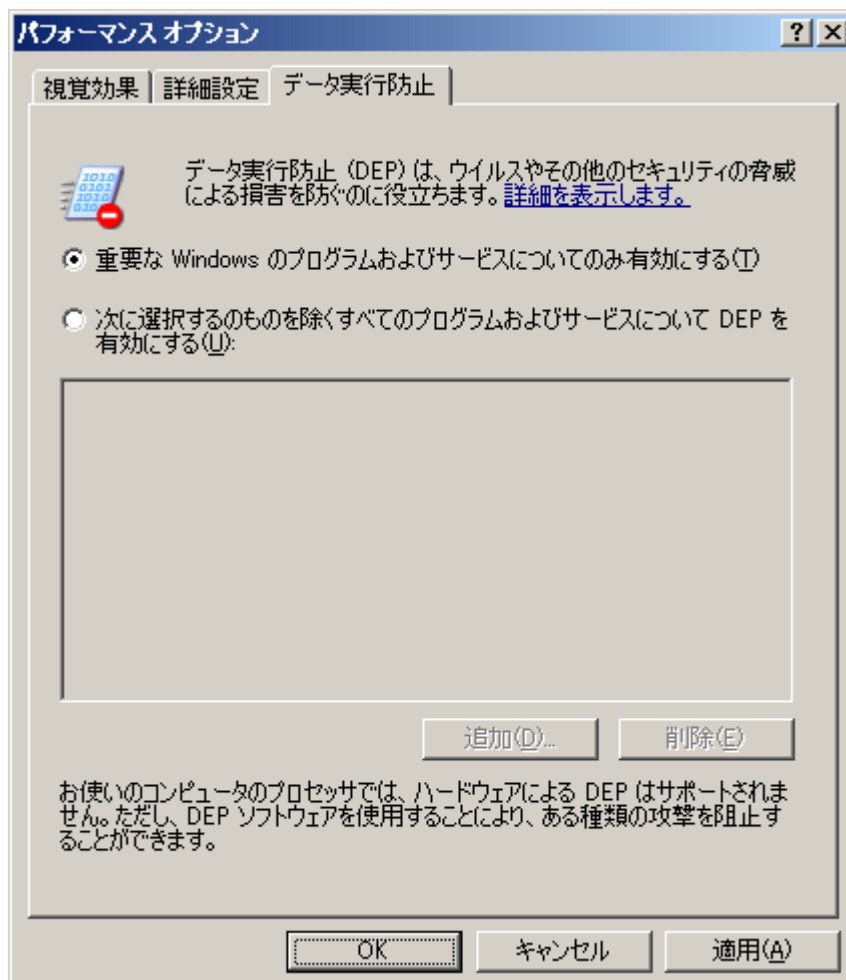 パフォーマンス オプション
視覚効果
詳細設定
データ実行防止
データ実行防止 (DEP) は、ウイルスやその他のセキュリティの脅威
による損害を防ぐのに役立ちます。詳細を表示します。
重要な Windows のプログラムおよびサービスについてのみ有効にする(T)
次に選択するのものを除くすべてのプログラムおよびサービスについて DEP を
有効にする(U):
追加(D)...
削除(E)
お使いのコンピュータのプロセッサでは、ハードウェアによる DEP はサポートされま
せん。ただし、DEP ソフトウェアを使用することにより、ある種類の攻撃を阻止す
ることができます。
OK
キャンセル
適用(A)